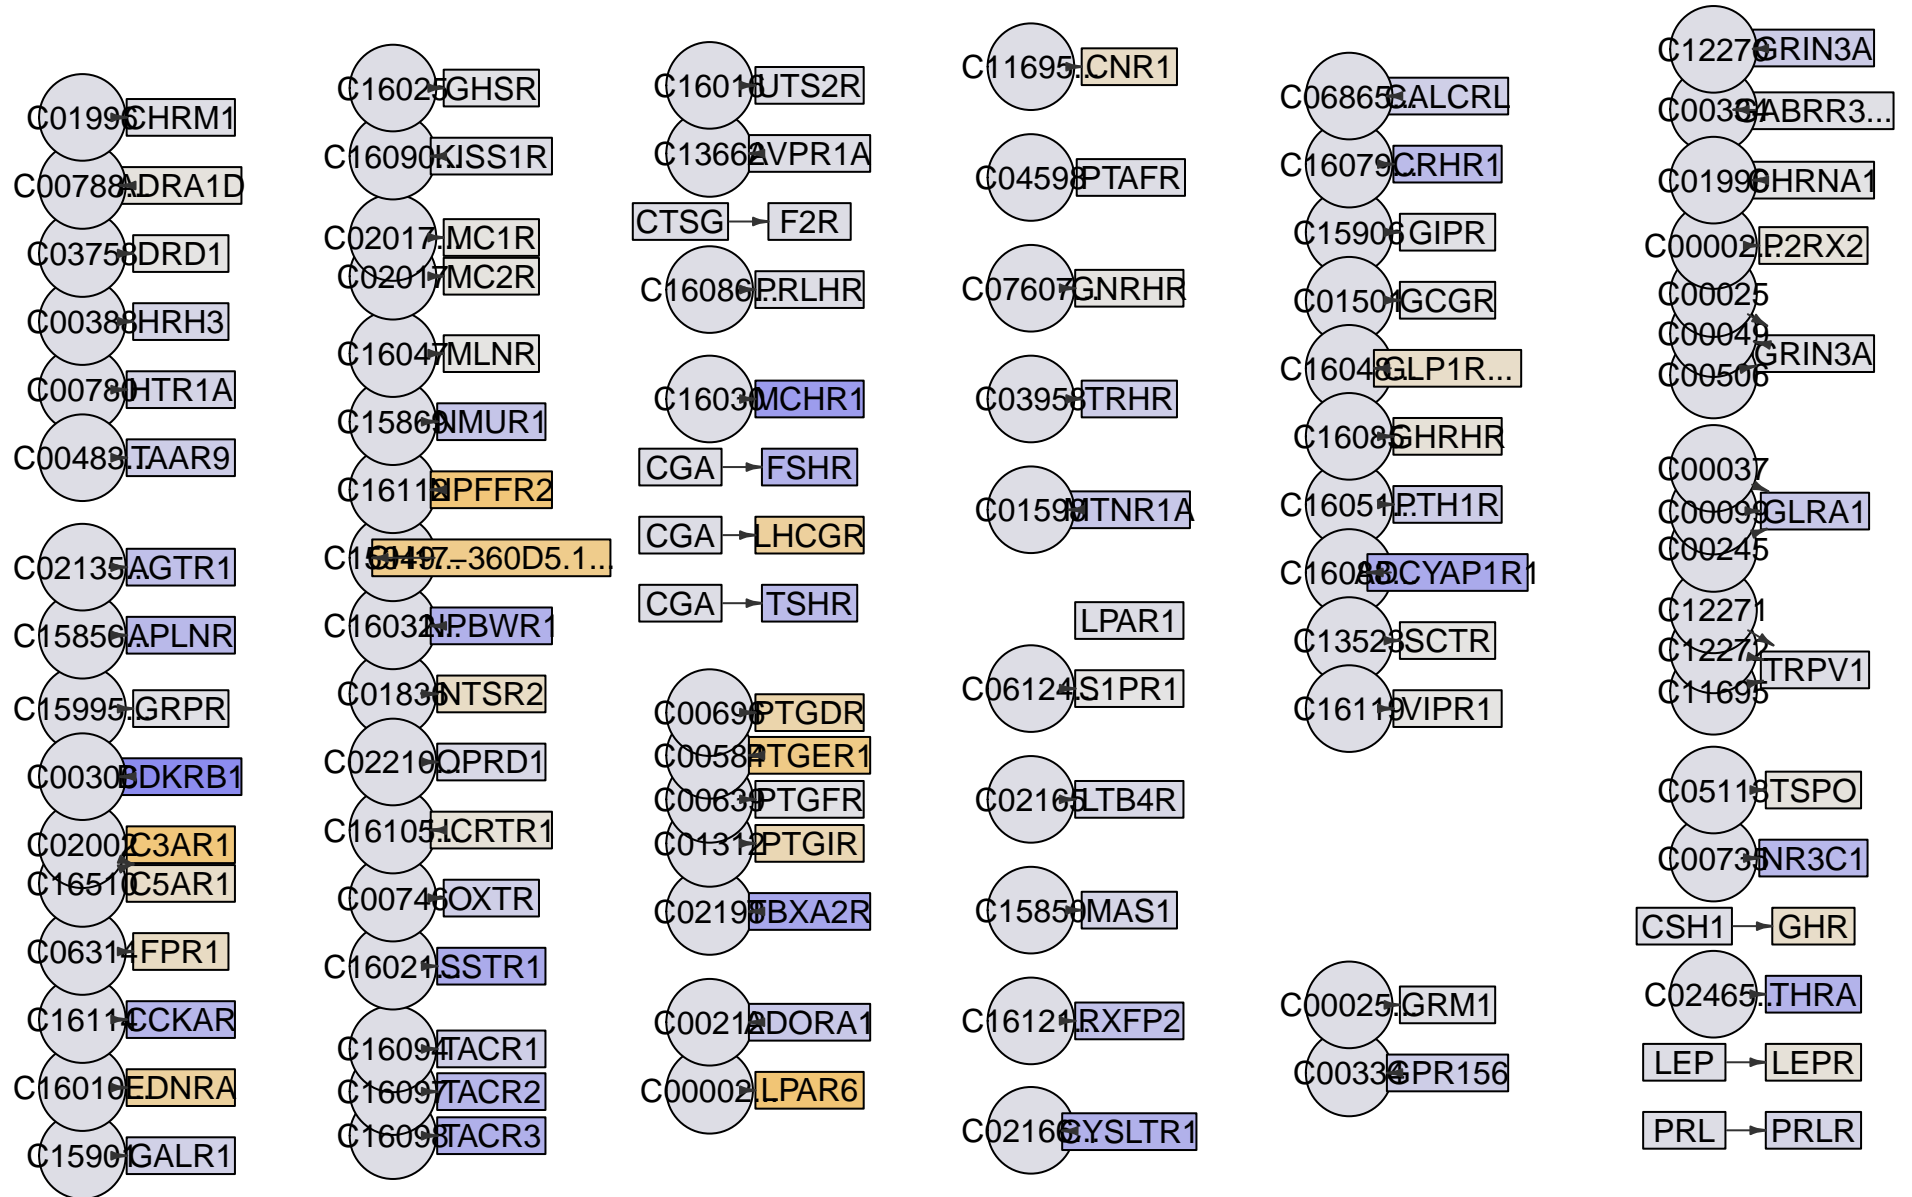 C01996 CHRM1
C00788... ADRA1D
C03758 DRD1
C00388 HRH3
C00780 HTR1A
C00483... TAAR9
C02135... AGTR1
C15856... APLNR
C15995... GRPR
BDKRB1
C02002 C3AR1
C16510 C5AR1
C06314 FPR1
C16114 CCKAR
C16010... EDNRA
C15901 GALR1
C16025 GHSR
C16090... KISS1R
C02017... MC1R
C02017 MC2R
C16047 MLNR
C15869 NMUR1
C16118 NPFFR2
C16032... NPBWR1
C01836 NTSR2
C02210... OPRD1
C16105... HCRTR1
C00746 OXTR
C16021... SSTR1
C16094 TACR1
C16097 TACR2
C16098 TACR3
C16016 UTS2R
C13662 AVPR1A
CTSG F2R
C16086... PRLHR
C16030 MCHR1
CGA FSHR
CGA LHCGR
CGA TSHR
C00696 PTGDR
C00584 PTGER1
C00639 PTGFR
C01312 PTGIR
C02198 TBXA2R
C00212 ADORA1
C00002... LPAR6
C11695... CNR1
C04598 PTAFR
C07607... GNRHR
C03958 TRHR
C01598 MTNR1A
LPAR1
C06124... S1PR1
C02165 LTB4R
C15850 MAS1
C16121... RXFP2
C02166... CYSLTR1
C06865... CALCRL
C16079... CRHR1
C15906 GIPR
C01501 GCGR
C16048... GLP1R...
C16085 GHRHR
C16051... PTH1R
ADCYAP1R1
C13523 SCTR
C16119 VIPR1
C00025... GRM1
C00334 GPR156
C12270 GRIN3A
C00334 GABRR3...
C01996 CHRNA1
C00002... P2RX2
C00025
C00049 GRIN3A
C00506
C00037
C00099 GLRA1
C00245
C12271
C12272 TRPV1
C11695
C05113 TSPO
C00735 NR3C1
CSH1 GHR
C02465... THRA
LEP LEPR
PRL PRLR